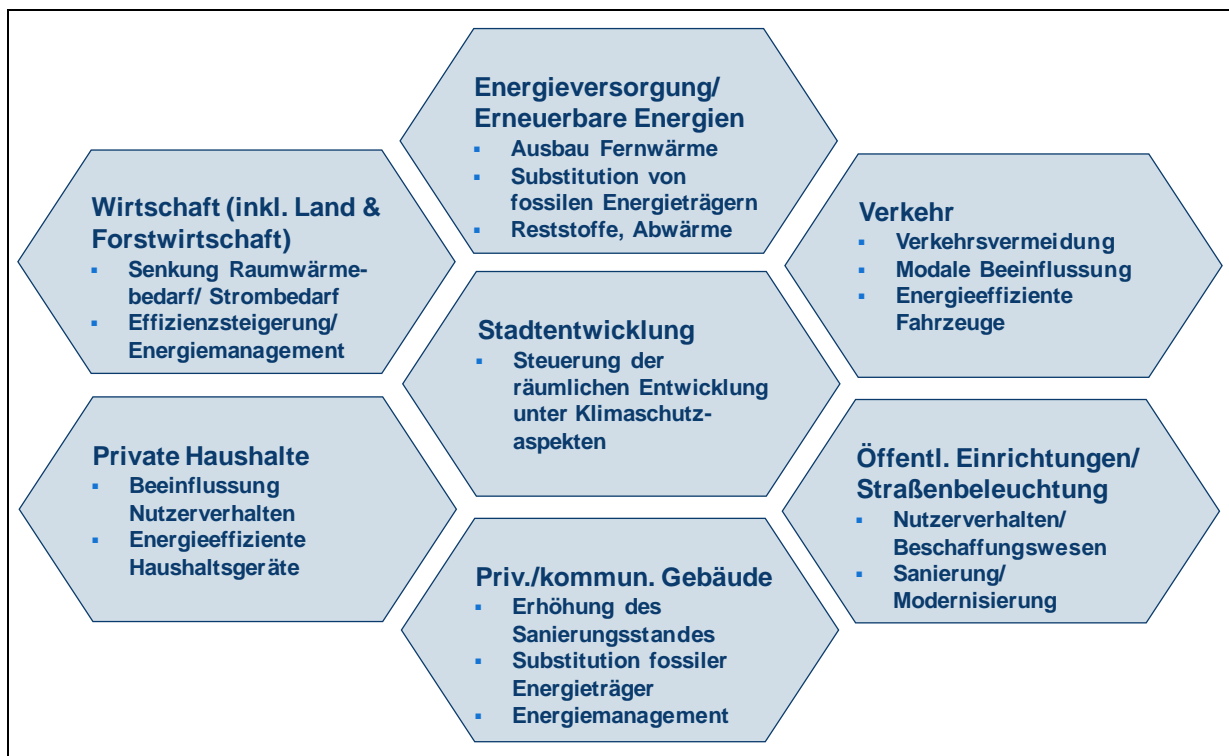 Energieversorgung/
Erneuerbare Energien
▪ Ausbau Fernwärme
▪ Substitution von
fossilen Energieträgern
▪ Reststoffe, Abwärme
Wirtschaft (inkl. Land &
Forstwirtschaft)
▪ Senkung Raumwärme-
bedarf/ Strombedarf
▪ Effizienzsteigerung/
Energiemanagement
Verkehr
▪ Verkehrsvermeidung
▪ Modale Beeinflussung
▪ Energieeffiziente
Fahrzeuge
Stadtentwicklung
▪ Steuerung der
räumlichen Entwicklung
unter Klimaschutz-
aspekten
Private Haushalte
▪ Beeinflussung
Nutzerverhalten
▪ Energieeffiziente
Haushaltsgeräte
Öffentl. Einrichtungen/
Straßenbeleuchtung
▪ Nutzerverhalten/
Beschaffungswesen
▪ Sanierung/
Modernisierung
Priv./kommun. Gebäude
▪ Erhöhung des
Sanierungsstandes
▪ Substitution fossiler
Energieträger
▪ Energiemanagement